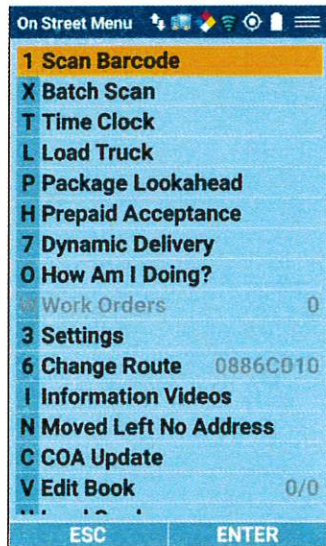 On Street Menu
1 Scan Barcode
X Batch Scan
T Time Clock
L Load Truck
P Package Lookahead
H Prepaid Acceptance
7 Dynamic Delivery
O How Am I Doing?
W Work Orders 0
3 Settings
6 Change Route 0886C010
I Information Videos
N Moved Left No Address
C COA Update
V Edit Book 0/0
ESC ENTER